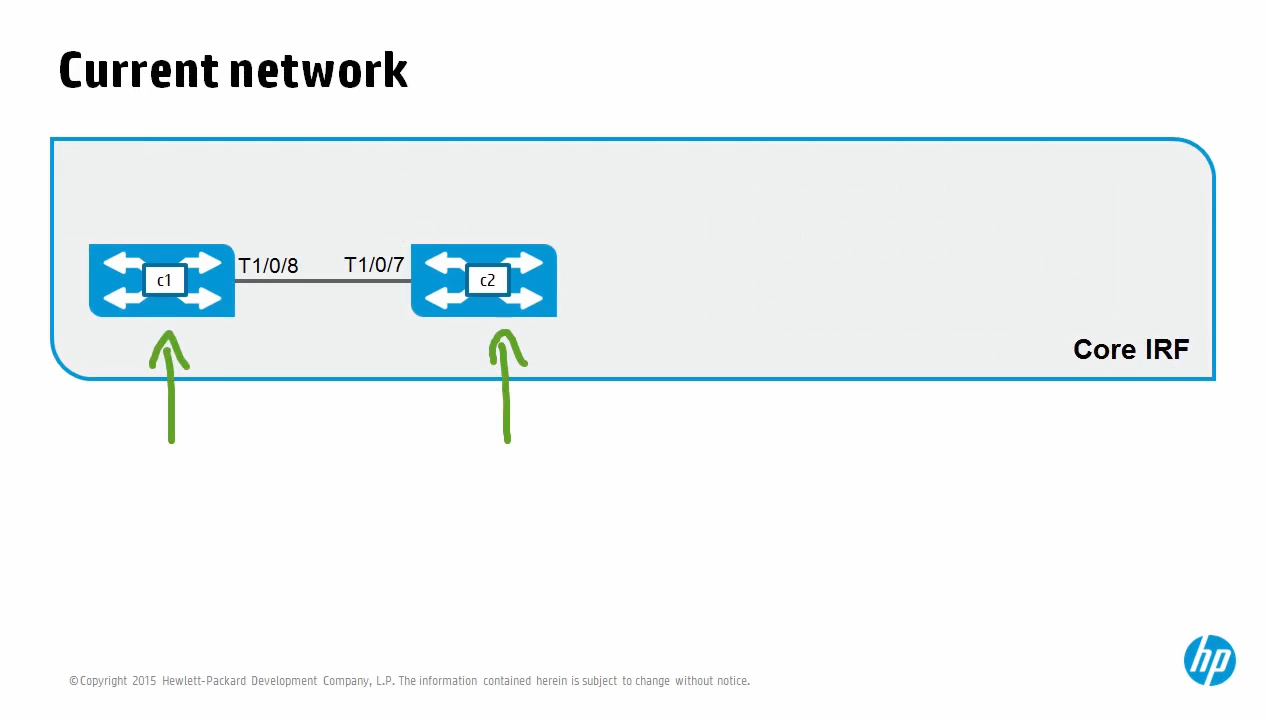 Current network
T1/0/8
T1/0/7
c1
c2
Core IRF
hp
©Copyright 2015 Hewlett-Packard Development Company, L.P. The information contained herein is subject to change without notice.